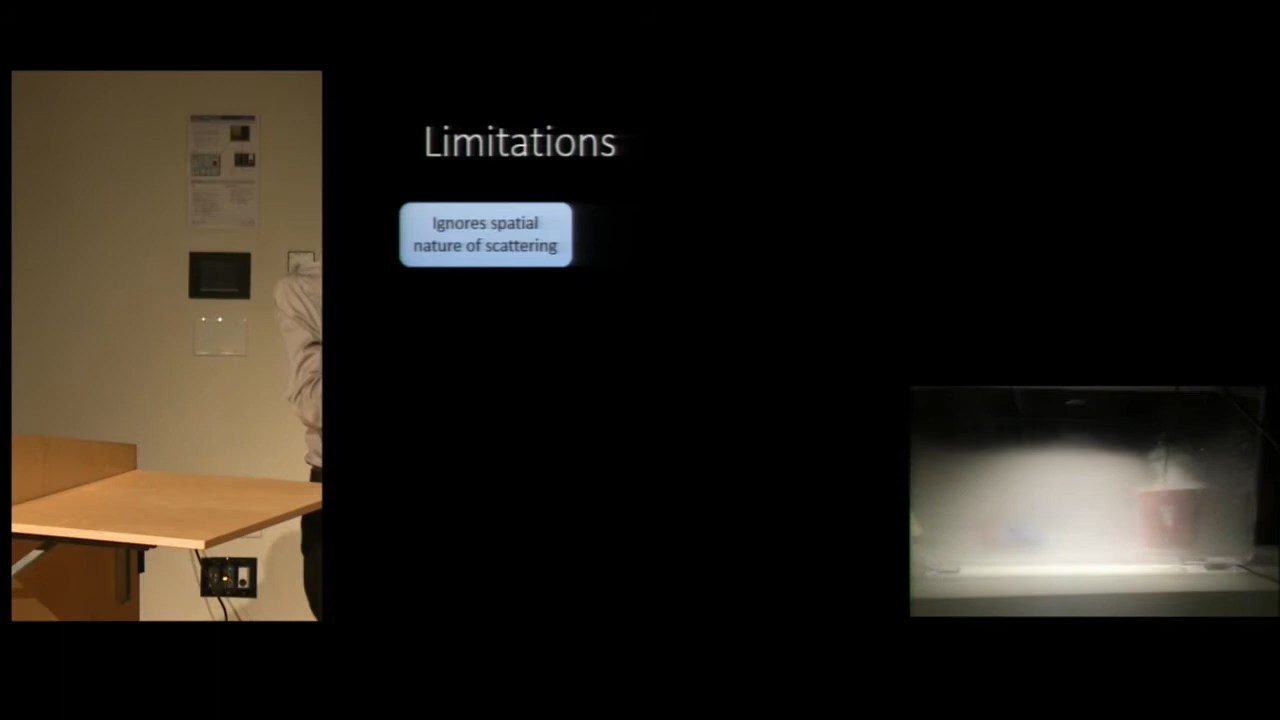 Limitations
Ignores spatial
nature of scattering